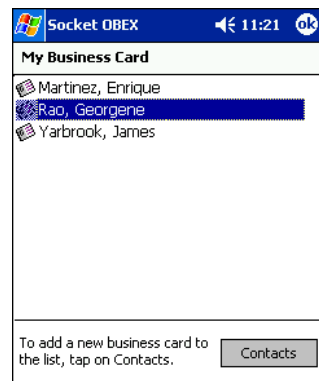 Socket OBEX 11:21 ok
My Business Card
Martinez, Enrique
Rao, Georgene
Yarbrook, James
To add a new business card to
the list, tap on Contacts.
Contacts